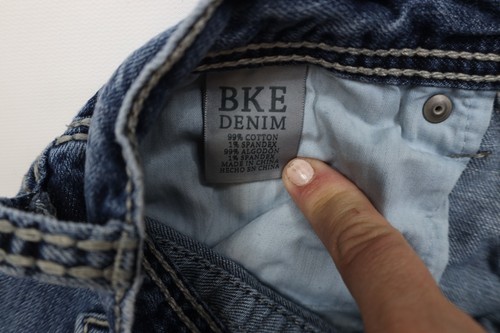 BKE
DENIM
99% COTTON
1% SPANDEX
99% ALGODON
1% SPANDEX
MADE IN CHINA
HECHO EN CHINA